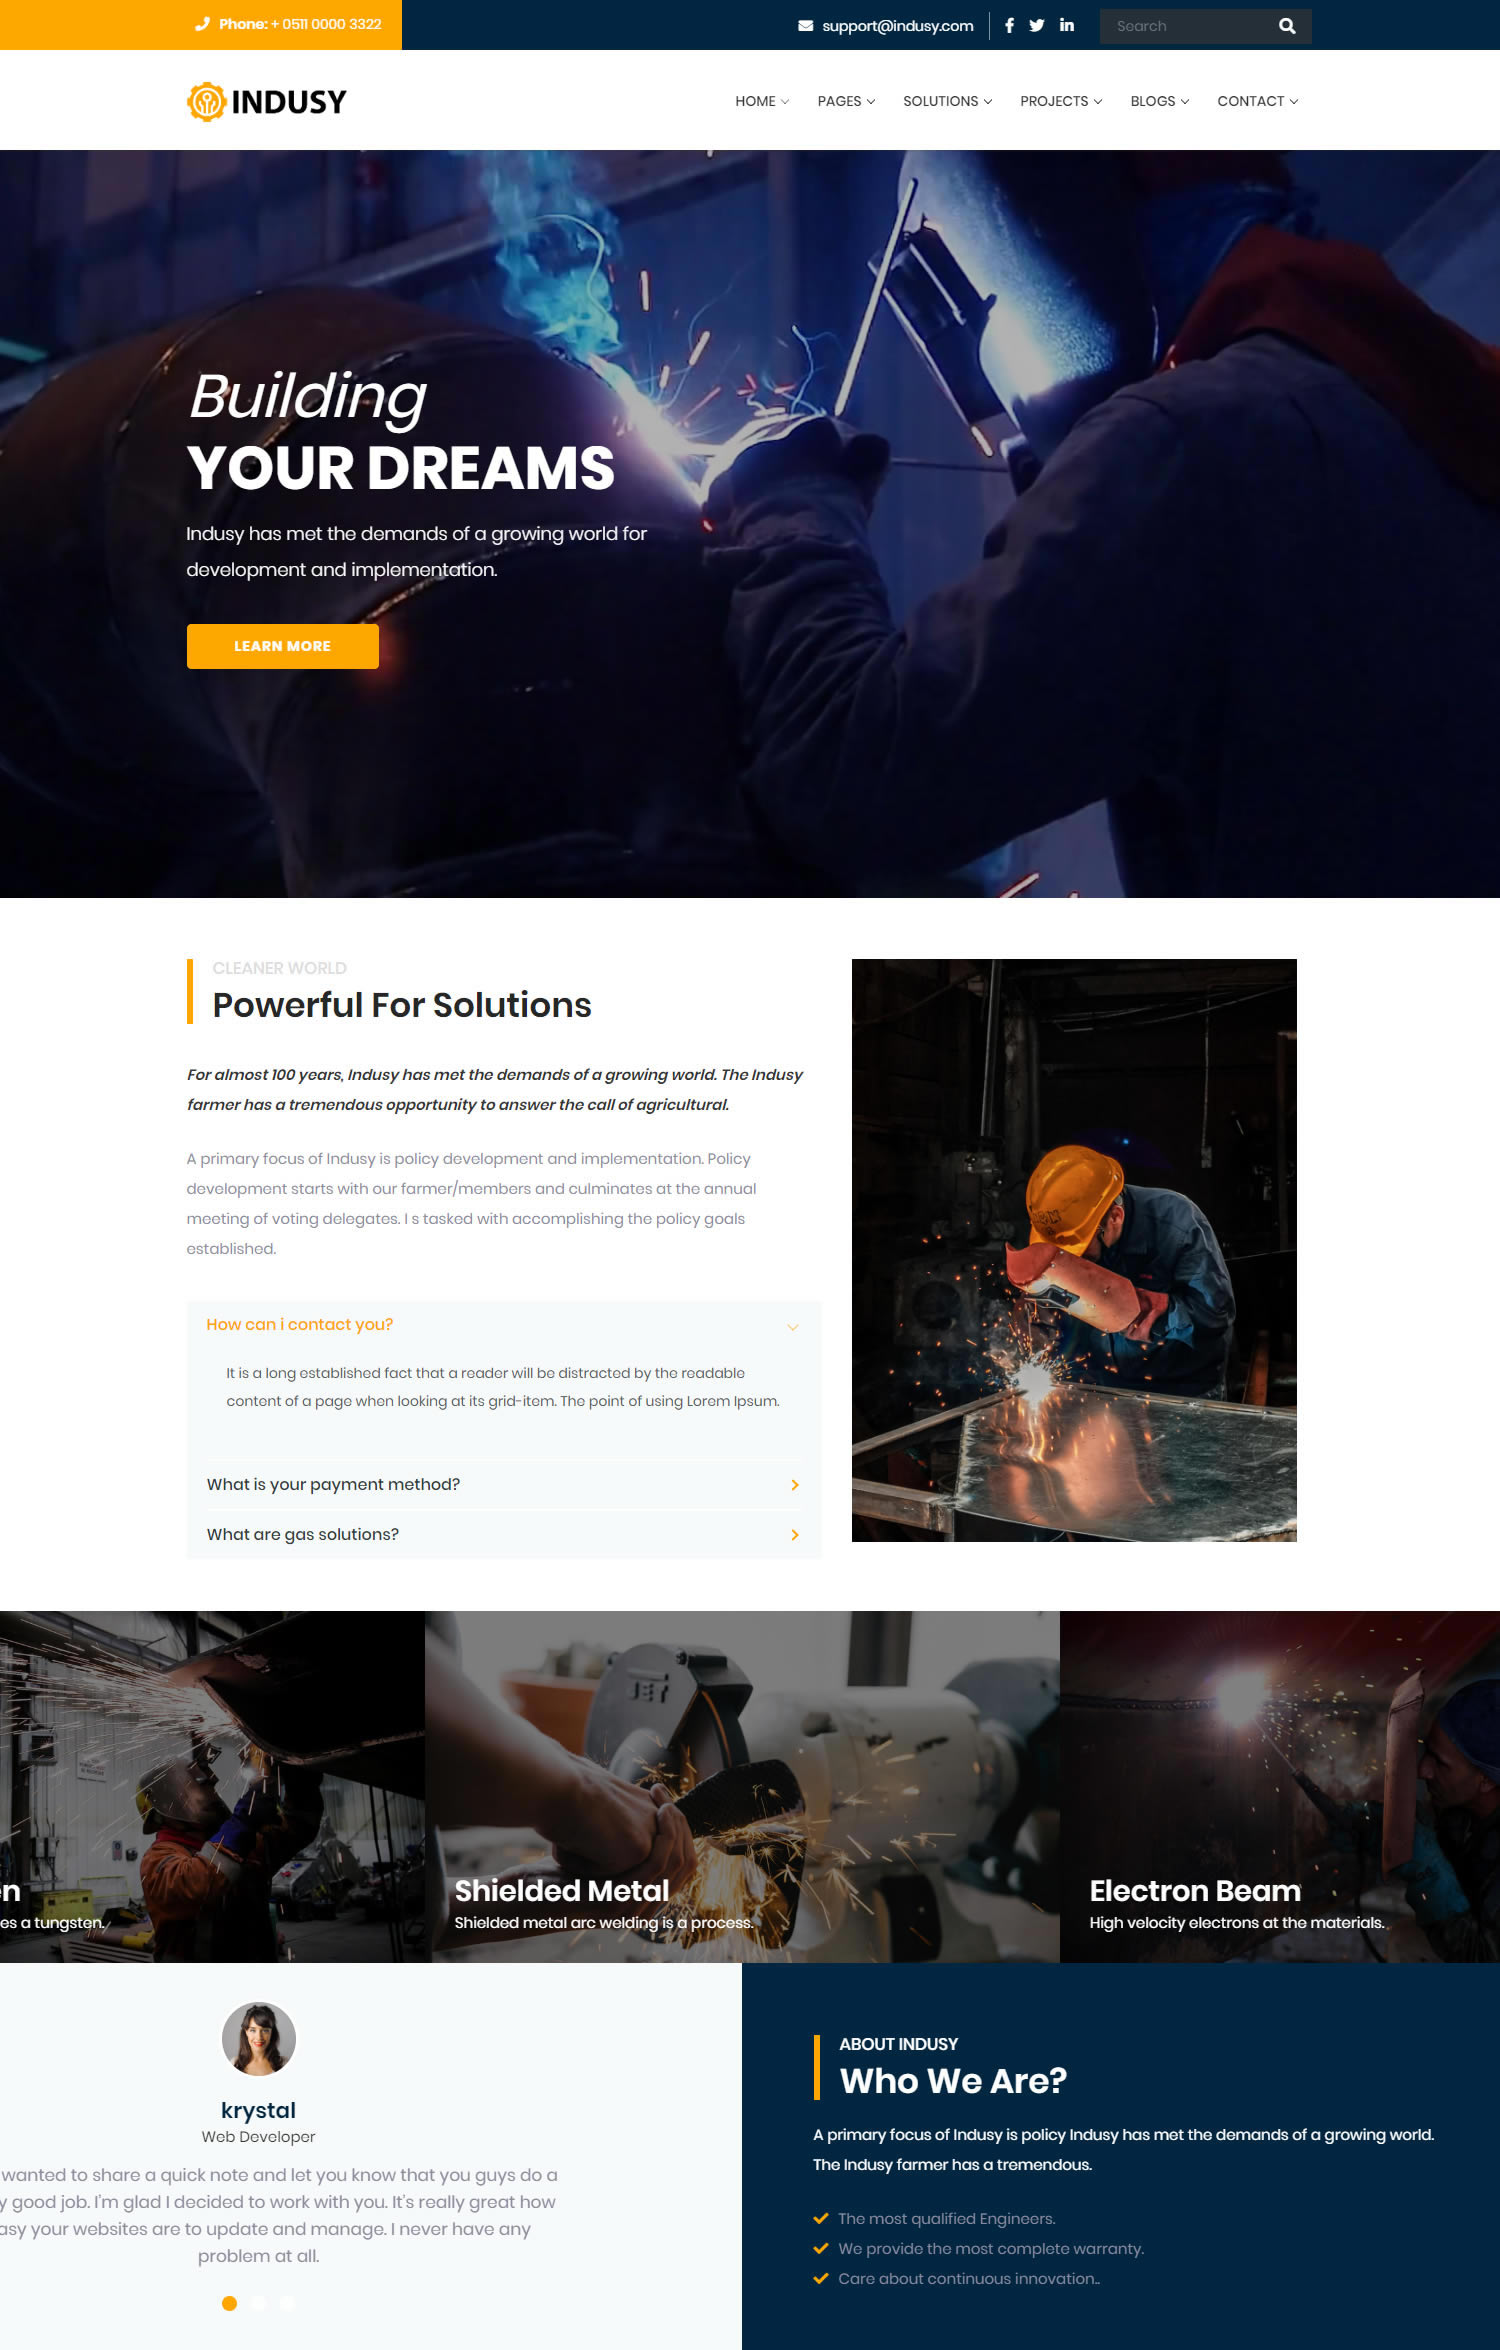 Phone: + 0511 0000 3322
support@indusy.com
Search
INDUSY
HOME
PAGES
SOLUTIONS
PROJECTS
BLOGS
CONTACT
Building
YOUR DREAMS
Indusy has met the demands of a growing world for
development and implementation.
LEARN MORE
CLEANER WORLD
Powerful For Solutions
For almost 100 years, Indusy has met the demands of a growing world. The Indusy
farmer has a tremendous opportunity to answer the call of agricultural.
A primary focus of Indusy is policy development and implementation. Policy
development starts with our farmer/members and culminates at the annual
meeting of voting delegates. I s tasked with accomplishing the policy goals
established.
How can i contact you?
It is a long established fact that a reader will be distracted by the readable
content of a page when looking at its grid-item. The point of using Lorem Ipsum.
What is your payment method?
What are gas solutions?
JET
n
es a tungsten.
Shielded Metal
Shielded metal arc welding is a process.
Electron Beam
High velocity electrons at the materials.
krystal
Web Developer
wanted to share a quick note and let you know that you guys do a
y good job. I'm glad I decided to work with you. It's really great how
asy your websites are to update and manage. I never have any
problem at all.
ABOUT INDUSY
Who We Are?
A primary focus of Indusy is policy Indusy has met the demands of a growing world.
The Indusy farmer has a tremendous.
The most qualified Engineers.
We provide the most complete warranty.
Care about continuous innovation..